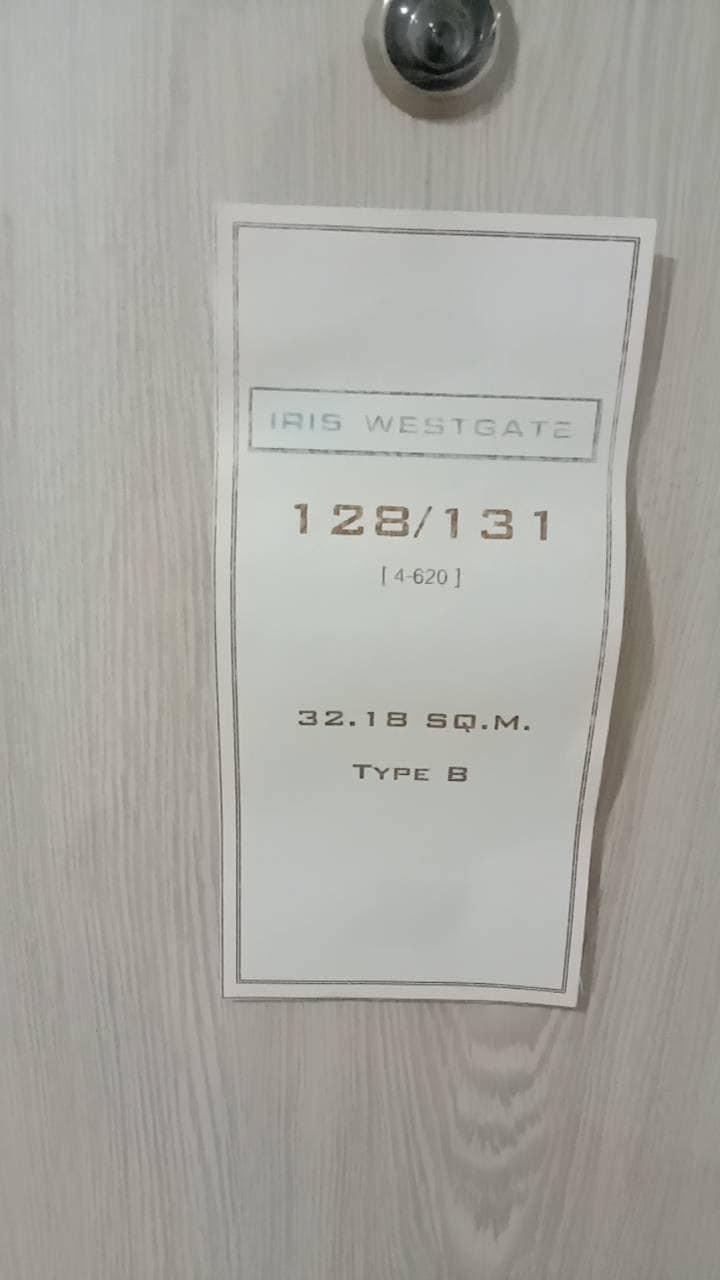 IRIS WESTGATE
128/131
[ 4-620 ]
32.18 SQ.M.
TYPE B